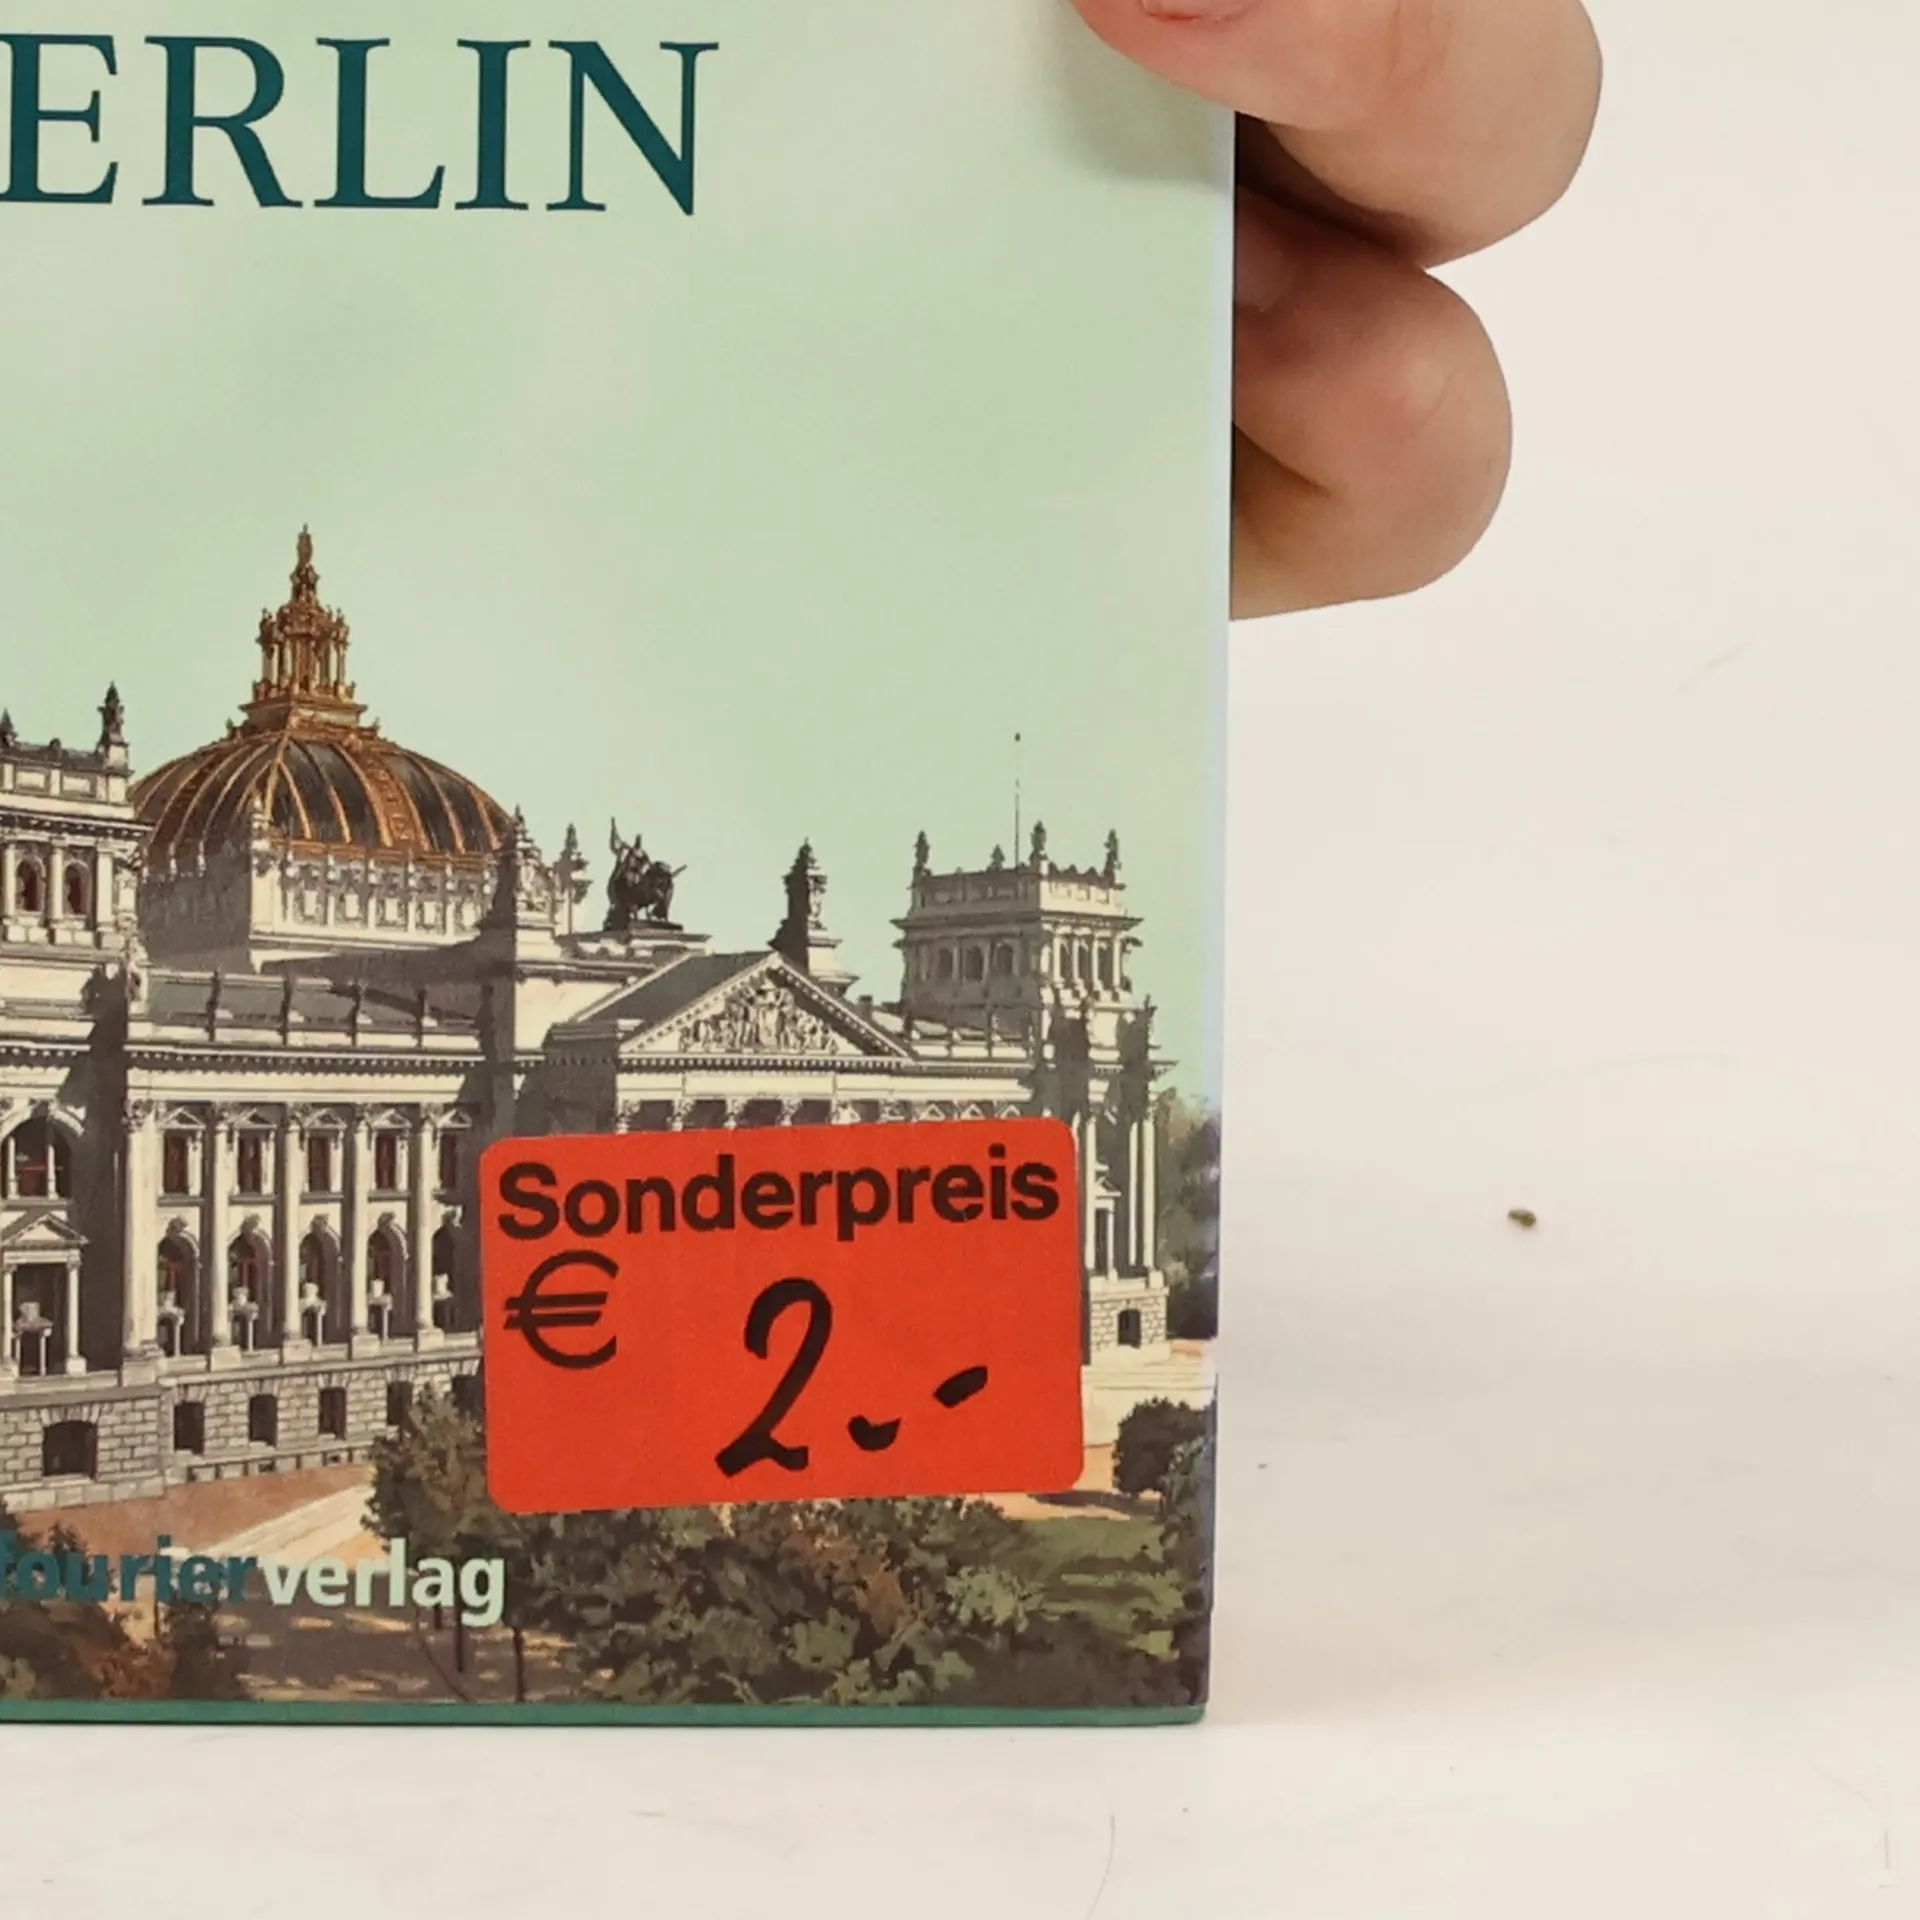 ERLIN
Sonderpreis
€ 2.-
fourierverlag